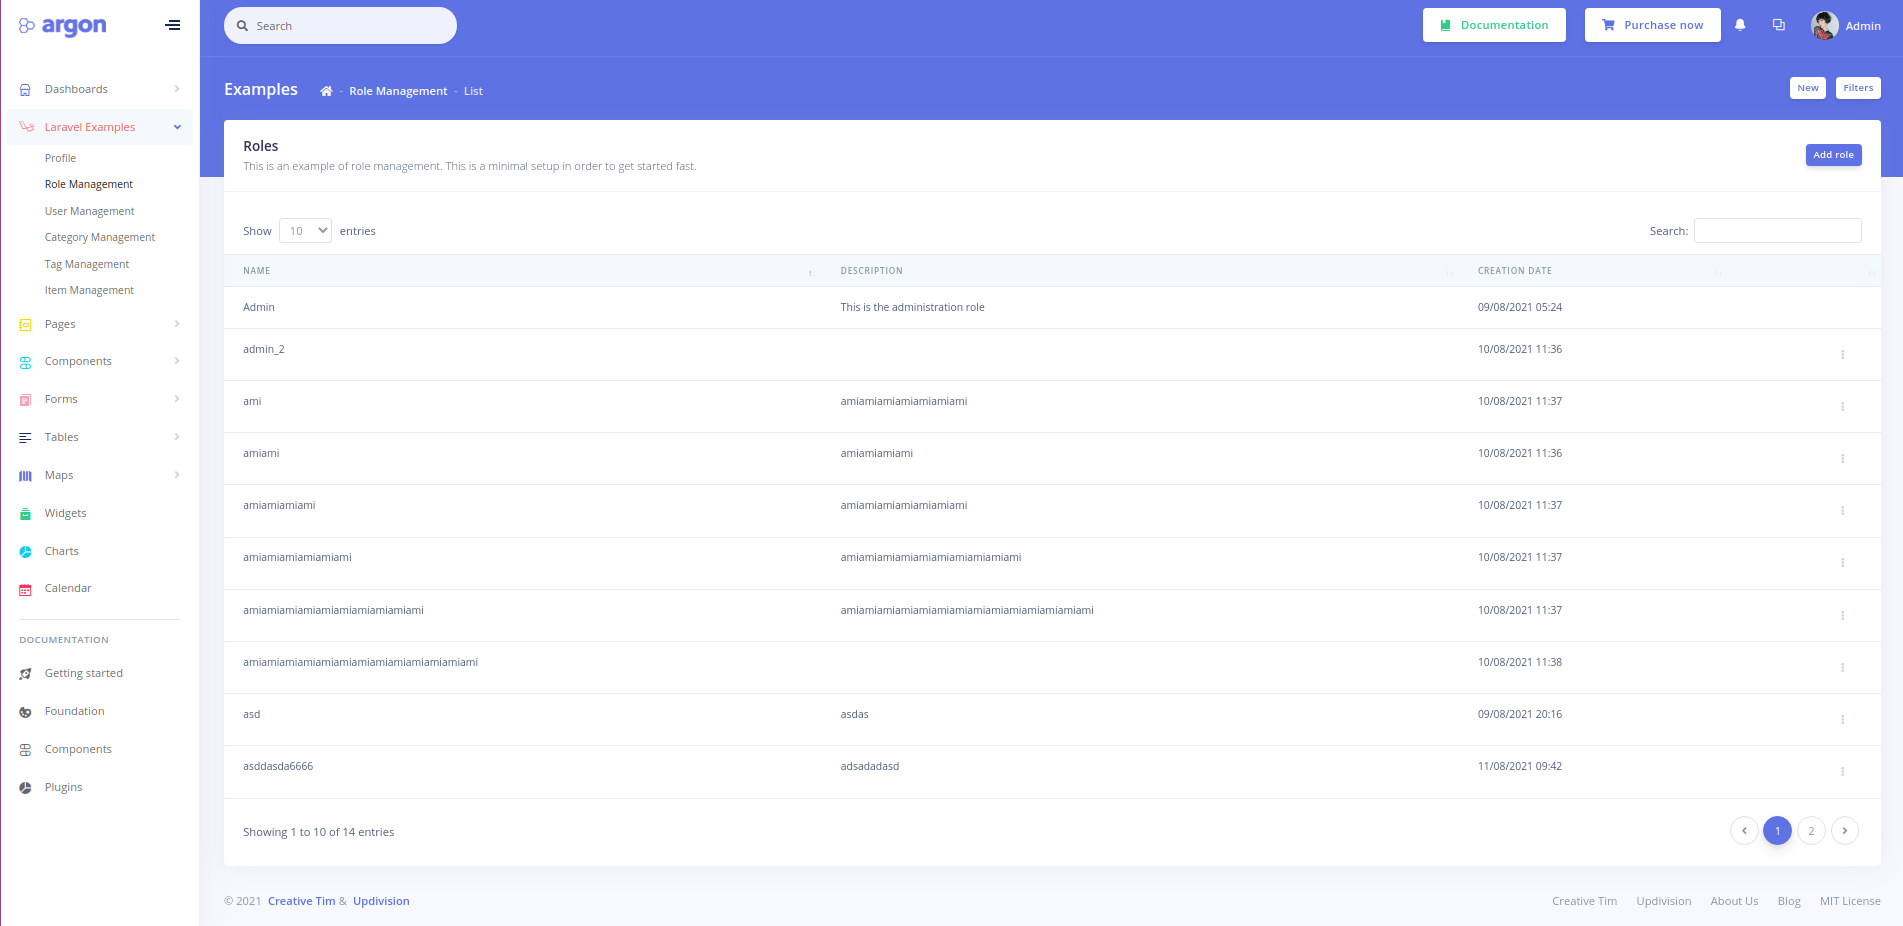 argon
Search
Documentation
Purchase now
Admin
Dashboards
Laravel Examples
Profile
Role Management
User Management
Category Management
Tag Management
Item Management
Pages
Components
Forms
Tables
Maps
Widgets
Charts
Calendar
DOCUMENTATION
Getting started
Foundation
Components
Plugins
Examples - Role Management - List
New Filters
Roles
This is an example of role management. This is a minimal setup in order to get started fast.
Add role
Show 10 entries
Search:
NAME DESCRIPTION CREATION DATE
Admin This is the administration role 09/08/2021 05:24
admin_2 10/08/2021 11:36
ami amiamiamiamiamiamiami 10/08/2021 11:37
amiami amiamiamiami 10/08/2021 11:36
amiamiamiami amiamiamiamiamiamiami 10/08/2021 11:37
amiamiamiamiamiami amiamiamiamiamiamiamiamiamiami 10/08/2021 11:37
amiamiamiamiamiamiamiamiamiami amiamiamiamiamiamiamiamiamiamiamiamiamiami 10/08/2021 11:37
amiamiamiamiamiamiamiamiamiamiamiamiami 10/08/2021 11:38
asd asdas 09/08/2021 20:16
asddasda6666 adsadadasd 11/08/2021 09:42
Showing 1 to 10 of 14 entries
1 2
© 2021 Creative Tim & Updivision
Creative Tim Updivision About Us Blog MIT License